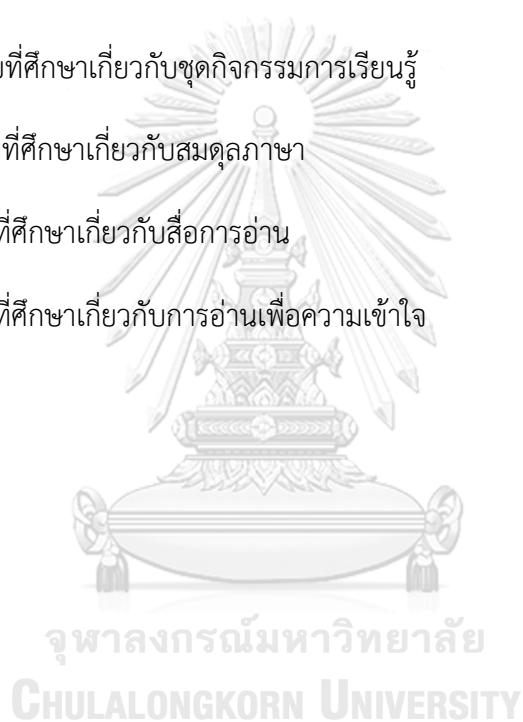 ที่ศึกษาเกี่ยวกับชุดกิจกรรมการเรียนรู้
ที่ศึกษาเกี่ยวกับสมดุลภาษา
ที่ศึกษาเกี่ยวกับสื่อการอ่าน
ที่ศึกษาเกี่ยวกับการอ่านเพื่อความเข้าใจ
จุฬาลงกรณ์มหาวิทยาลัย
CHULALONGKORN UNIVERSITY